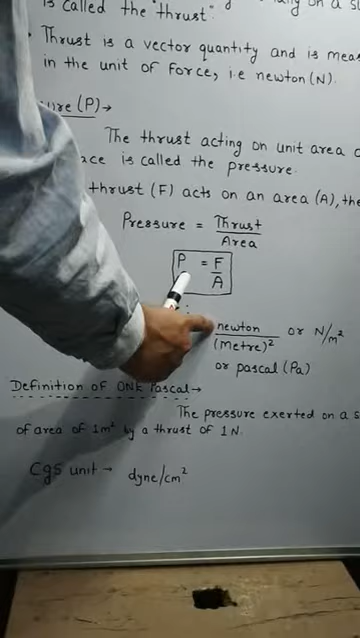 is called the "thrust".
Thrust is a vector quantity and is
in the unit of force, i.e newton (N).
(P)→
The thrust acting on unit area
is called the pressure.
thrust (F) acts on an area (A),
Pressure = Thrust
Area
P = F
A
newton or N/m²
(Metre)²
or pascal (Pa)
Definition of One Pascal→
The pressure exerted on a
of area of 1m² by a thrust of 1N.
CgS unit → dyne/cm²